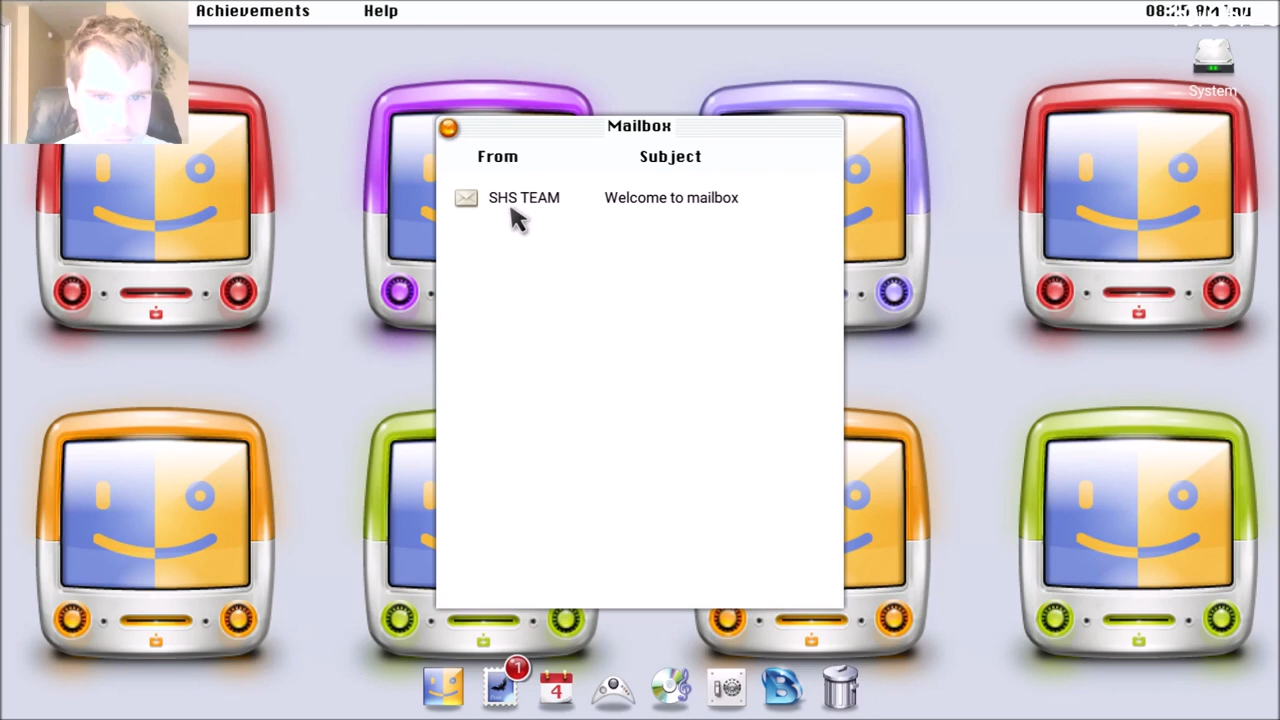 Achievements Help
Mailbox
From Subject
SHS TEAM Welcome to mailbox
System
1
4
B